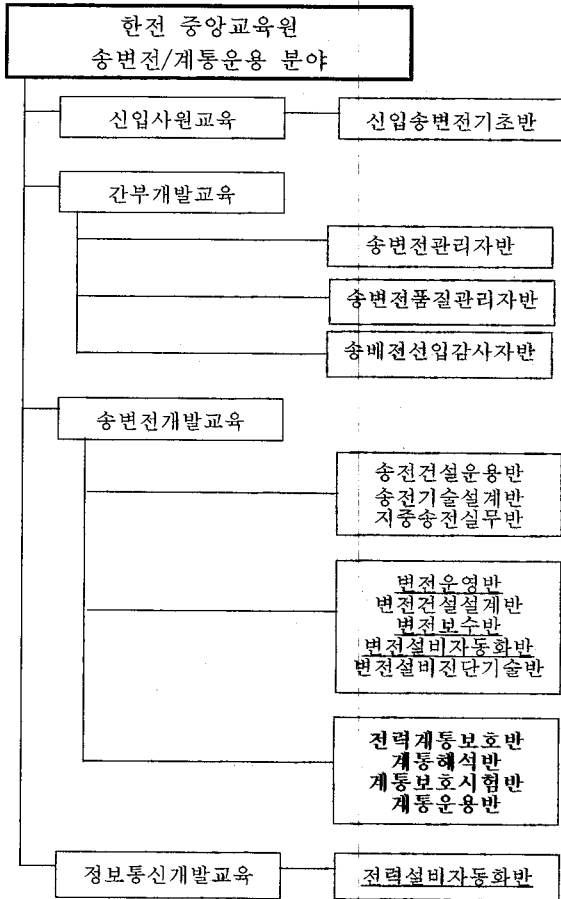 한전 중앙교육원
송변전/계통운용 분야
신입사원교육
신입송변전기초반
간부개발교육
송변전관리자반
송변전품질관리자반
송배전선임감사자반
송변전개발교육
송전건설운용반
송전기술설계반
지중송전실무반
변전운영반
변전건설설계반
변전보수반
변전설비자동화반
변전설비진단기술반
전력계통보호반
계통해석반
계통보호시험반
계통운용반
정보통신개발교육
전력설비자동화반